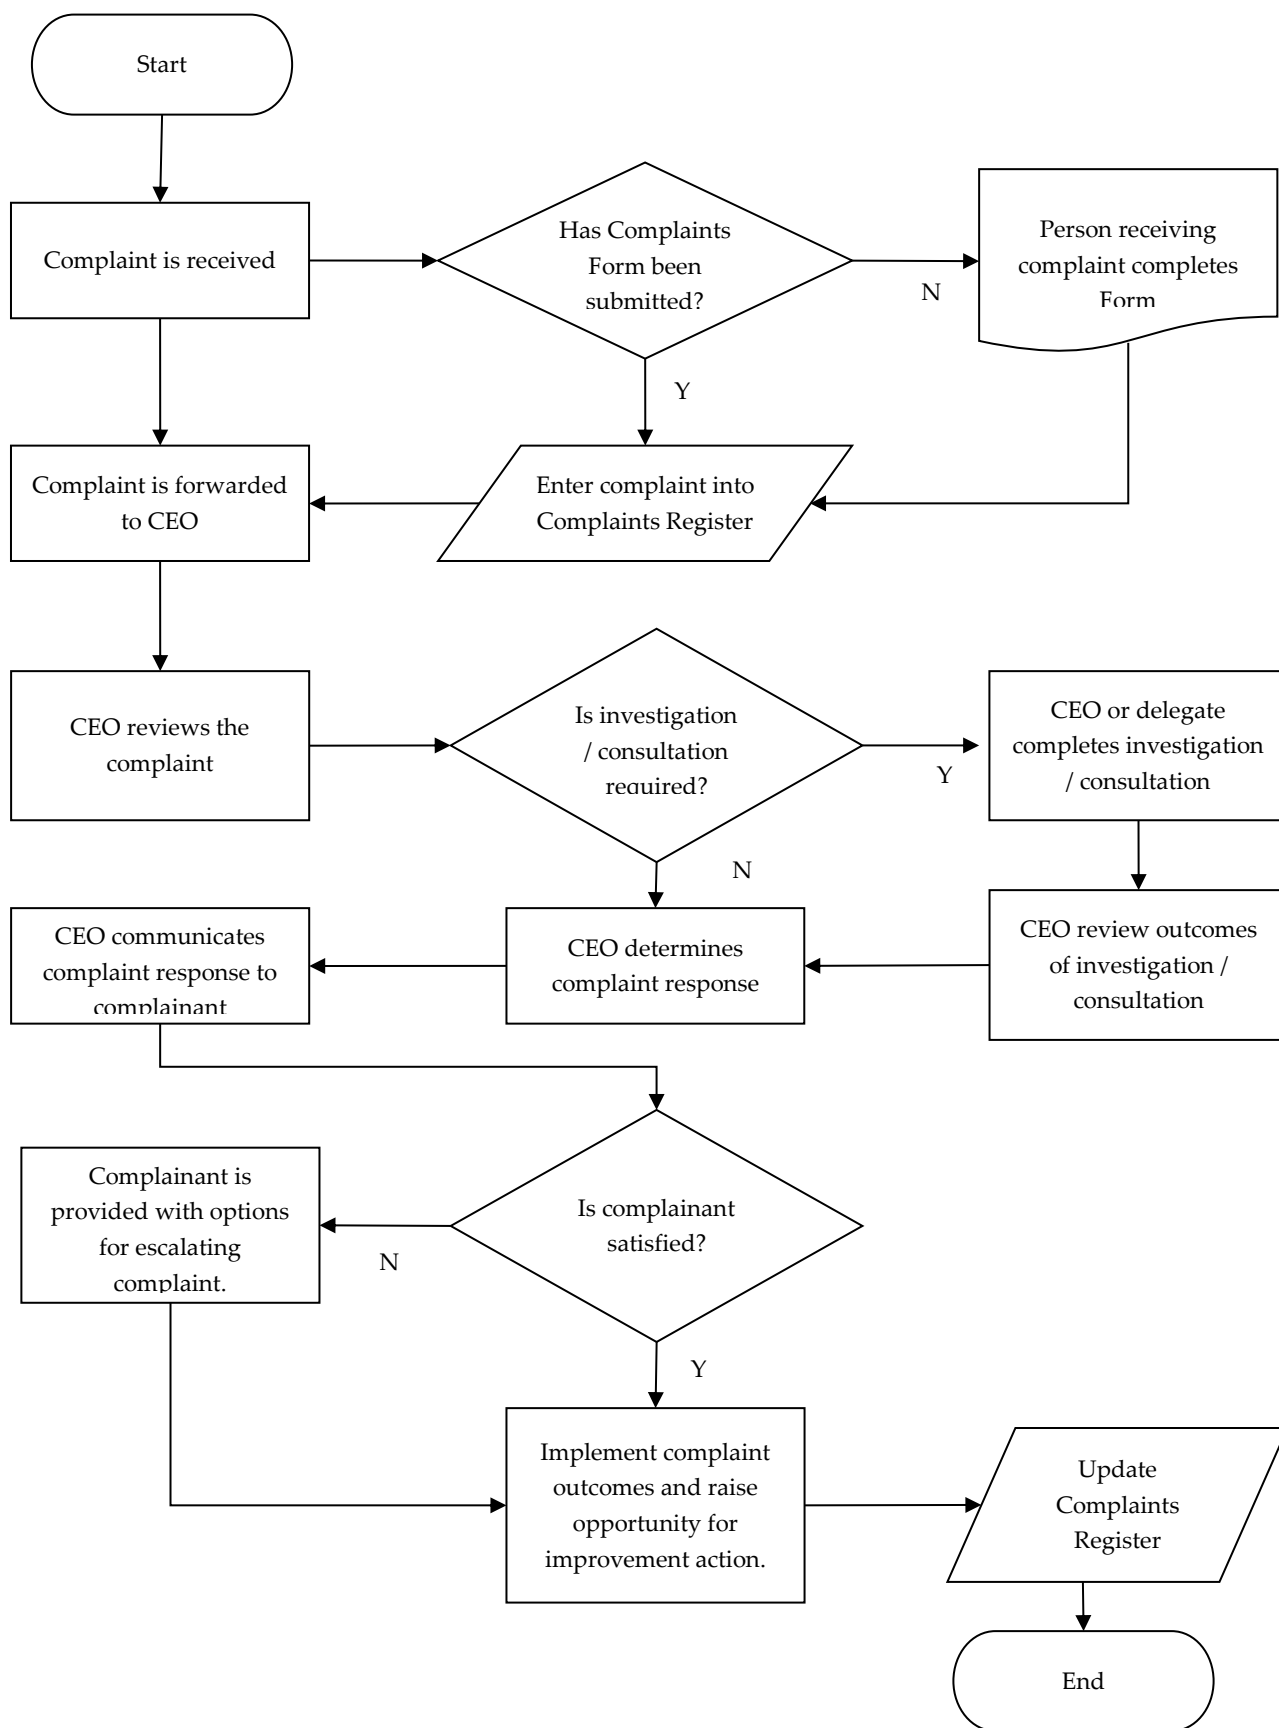 Start
Complaint is received
Has Complaints
Form been
submitted?
N
Person receiving
complaint completes
Form
Y
Complaint is forwarded
to CEO
Enter complaint into
Complaints Register
CEO reviews the
complaint
Is investigation
/ consultation
required?
Y
CEO or delegate
completes investigation
/ consultation
N
CEO communicates
complaint response to
complainant
CEO determines
complaint response
CEO review outcomes
of investigation /
consultation
Complainant is
provided with options
for escalating
complaint.
N
Is complainant
satisfied?
Y
Implement complaint
outcomes and raise
opportunity for
improvement action.
Update
Complaints
Register
End